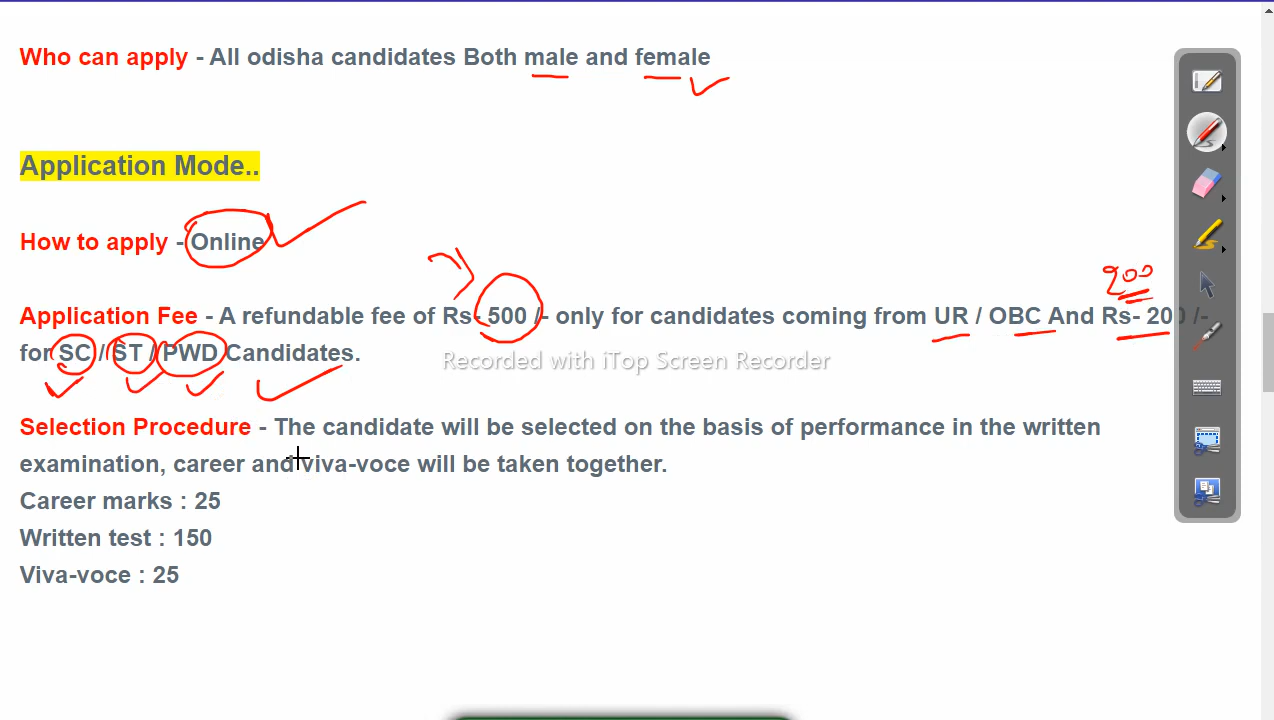 Who can apply - All odisha candidates Both male and female
Application Mode..
How to apply - Online
200
Application Fee - A refundable fee of Rs- 500 /- only for candidates coming from UR / OBC And Rs- 200 /-
for SC / ST / PWD Candidates.
Recorded with iTop Screen Recorder
Selection Procedure - The candidate will be selected on the basis of performance in the written
examination, career and viva-voce will be taken together.
Career marks : 25
Written test : 150
Viva-voce : 25